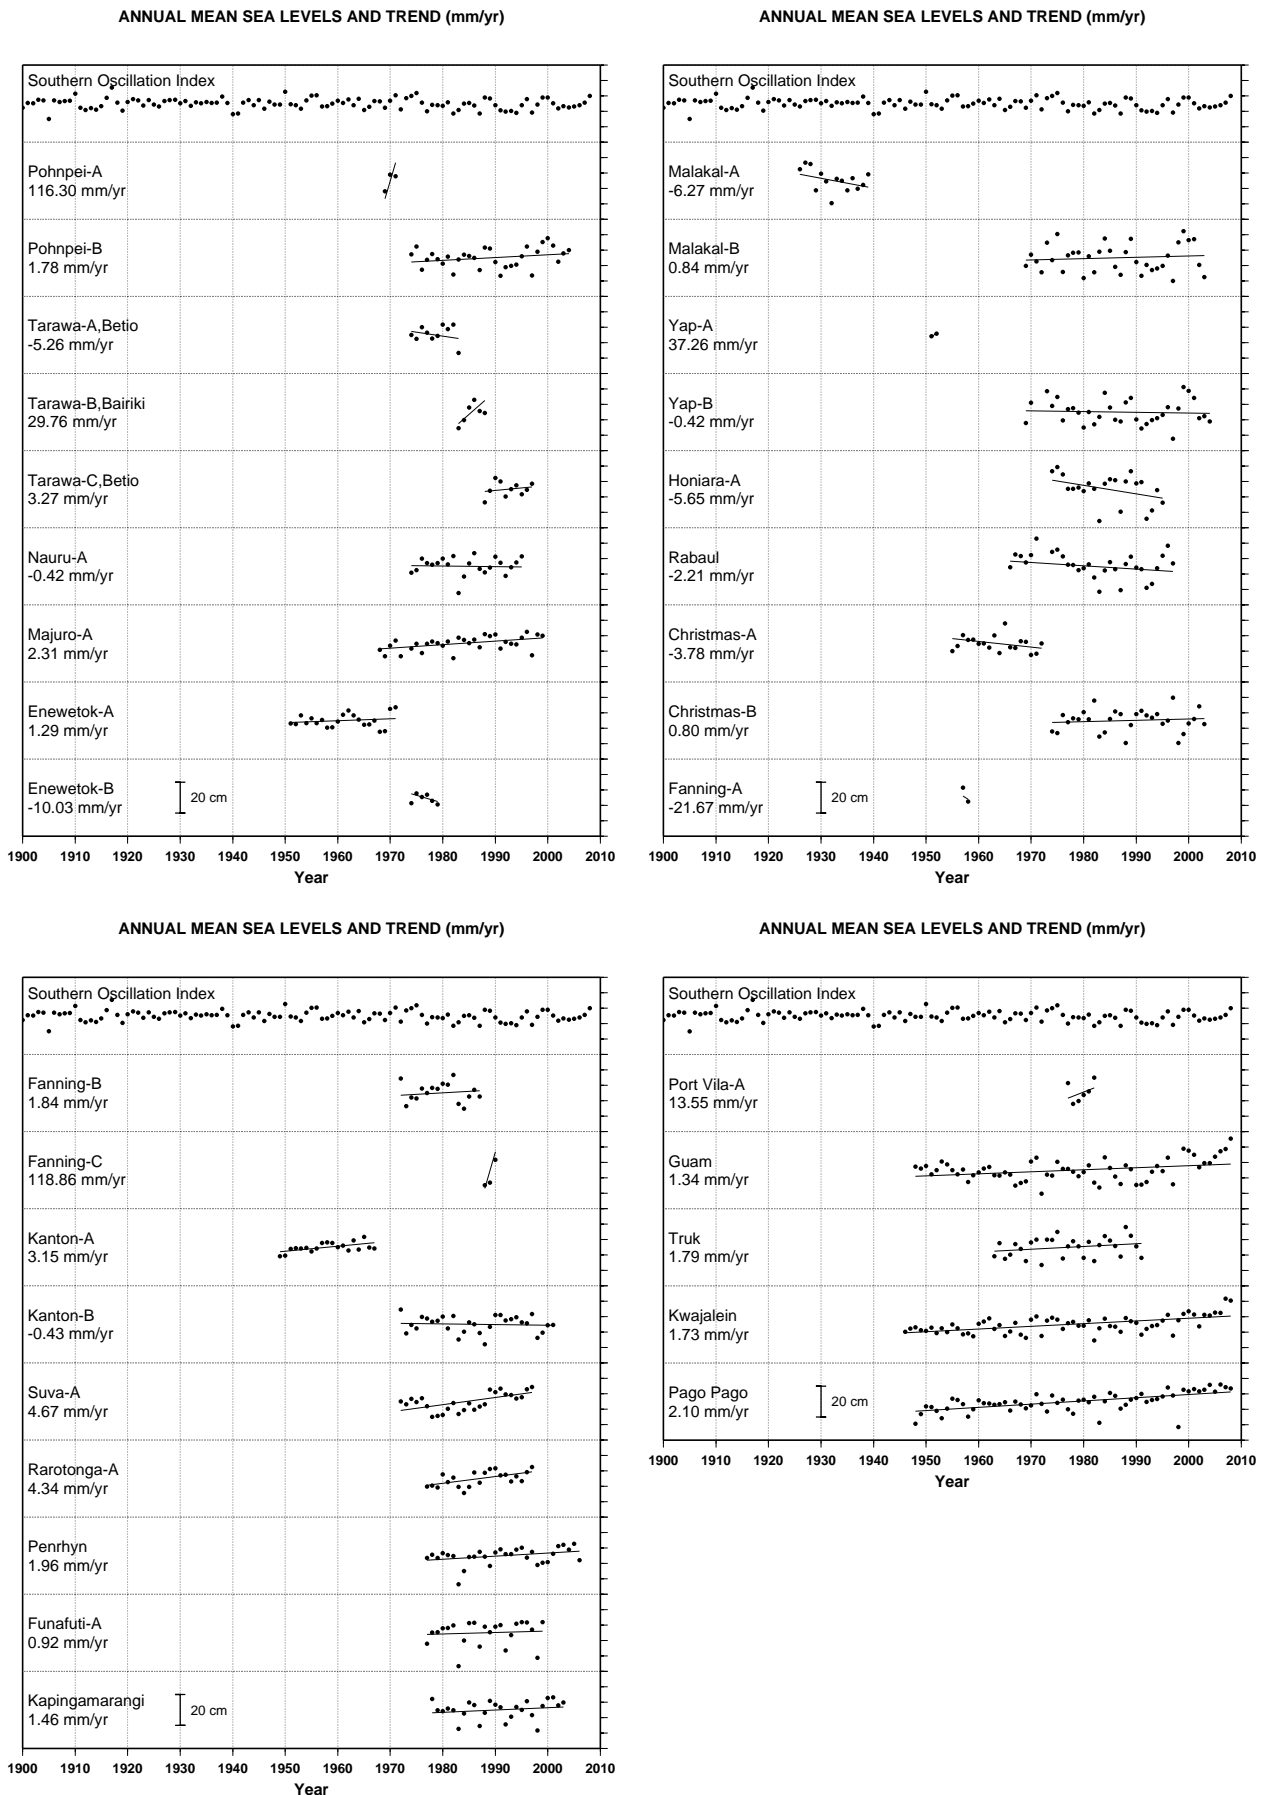 ANNUAL MEAN SEA LEVELS AND TREND (mm/yr)
Southern Oscillation Index
Pohnpei-A
116.30 mm/yr
Pohnpei-B
1.78 mm/yr
Tarawa-A,Betio
-5.26 mm/yr
Tarawa-B,Bairiki
29.76 mm/yr
Tarawa-C,Betio
3.27 mm/yr
Nauru-A
-0.42 mm/yr
Majuro-A
2.31 mm/yr
Enewetok-A
1.29 mm/yr
Enewetok-B
-10.03 mm/yr
20 cm
1900 1910 1920 1930 1940 1950 1960 1970 1980 1990 2000 2010
Year
ANNUAL MEAN SEA LEVELS AND TREND (mm/yr)
Southern Oscillation Index
Malakal-A
-6.27 mm/yr
Malakal-B
0.84 mm/yr
Yap-A
37.26 mm/yr
Yap-B
-0.42 mm/yr
Honiara-A
-5.65 mm/yr
Rabaul
-2.21 mm/yr
Christmas-A
-3.78 mm/yr
Christmas-B
0.80 mm/yr
Fanning-A
-21.67 mm/yr
20 cm
1900 1910 1920 1930 1940 1950 1960 1970 1980 1990 2000 2010
Year
ANNUAL MEAN SEA LEVELS AND TREND (mm/yr)
Southern Oscillation Index
Fanning-B
1.84 mm/yr
Fanning-C
118.86 mm/yr
Kanton-A
3.15 mm/yr
Kanton-B
-0.43 mm/yr
Suva-A
4.67 mm/yr
Rarotonga-A
4.34 mm/yr
Penrhyn
1.96 mm/yr
Funafuti-A
0.92 mm/yr
Kapingamarangi
1.46 mm/yr
20 cm
1900 1910 1920 1930 1940 1950 1960 1970 1980 1990 2000 2010
Year
ANNUAL MEAN SEA LEVELS AND TREND (mm/yr)
Southern Oscillation Index
Port Vila-A
13.55 mm/yr
Guam
1.34 mm/yr
Truk
1.79 mm/yr
Kwajalein
1.73 mm/yr
Pago Pago
2.10 mm/yr
20 cm
1900 1910 1920 1930 1940 1950 1960 1970 1980 1990 2000 2010
Year